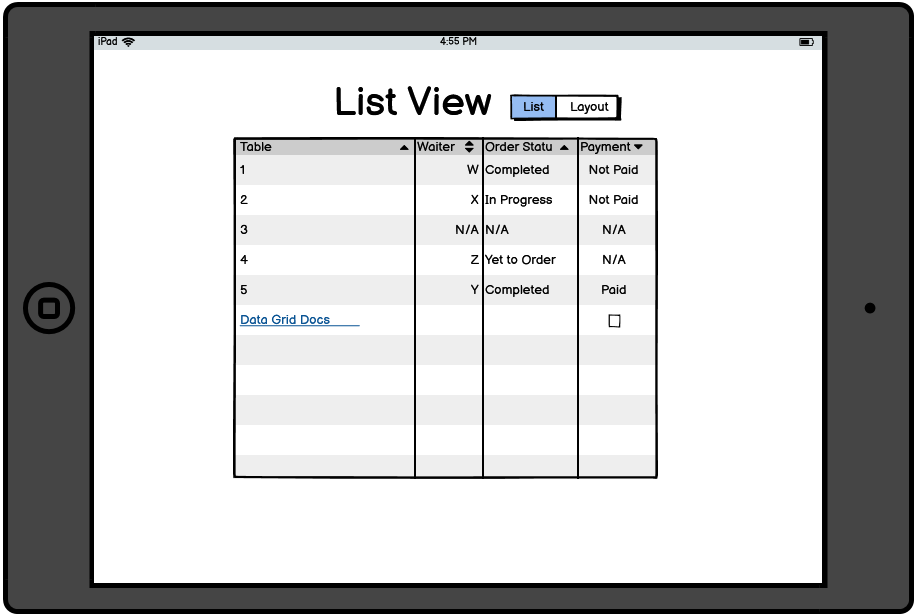 iPad 4:55 PM
List View List Layout
Table Waiter Order Statu Payment
1 W Completed Not Paid
2 X In Progress Not Paid
3 N/A N/A N/A
4 Z Yet to Order N/A
5 Y Completed Paid
Data Grid Docs